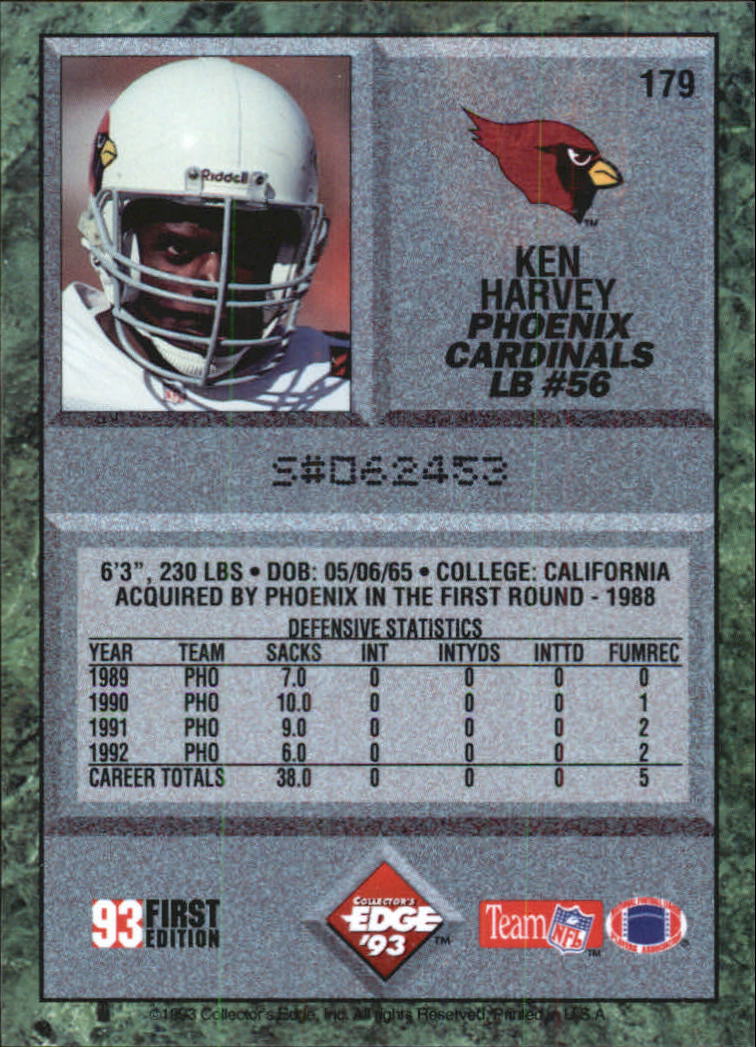 179
Riddell
TM
KEN
HARVEY
PHOENIX
CARDINALS
LB #56
S#062453
6'3", 230 LBS • DOB: 05/06/65 • COLLEGE: CALIFORNIA
ACQUIRED BY PHOENIX IN THE FIRST ROUND - 1988
DEFENSIVE STATISTICS
YEAR TEAM SACKS INT INTYDS INTTD FUMREC
1989 PHO 7.0 0 0 0 0
1990 PHO 10.0 0 0 0 1
1991 PHO 9.0 0 0 0 2
1992 PHO 6.0 0 0 0 2
CAREER TOTALS 38.0 0 0 0 5
93 FIRST
EDITION
COLLECTOR'S
EDGE
'93 TM
Team NFL TM
©1993 Collector's Edge, Inc. All rights Reserved, Printed in U.S.A.